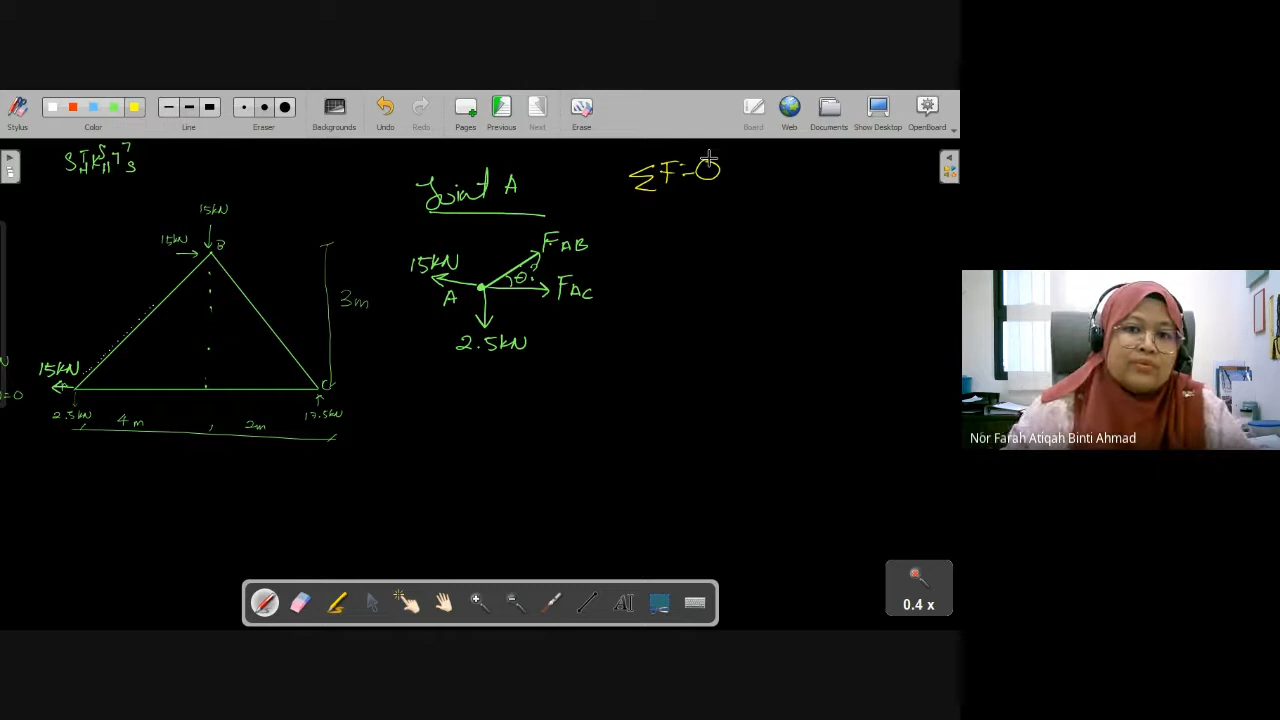 Stylus
Color
Line
Eraser
Backgrounds
Undo
Redo
Pages
Previous
Next
Erase
Board
Web
Documents
Show Desktop
OpenBoard
Joint A
ΣF=0
15kN
15kN
B
3m
15kN
C
2.5kN
17.5kN
4m
2m
=0
15kN
FAB
θ
FAC
A
2.5kN
Nor Farah Atiqah Binti Ahmad
0.4 x